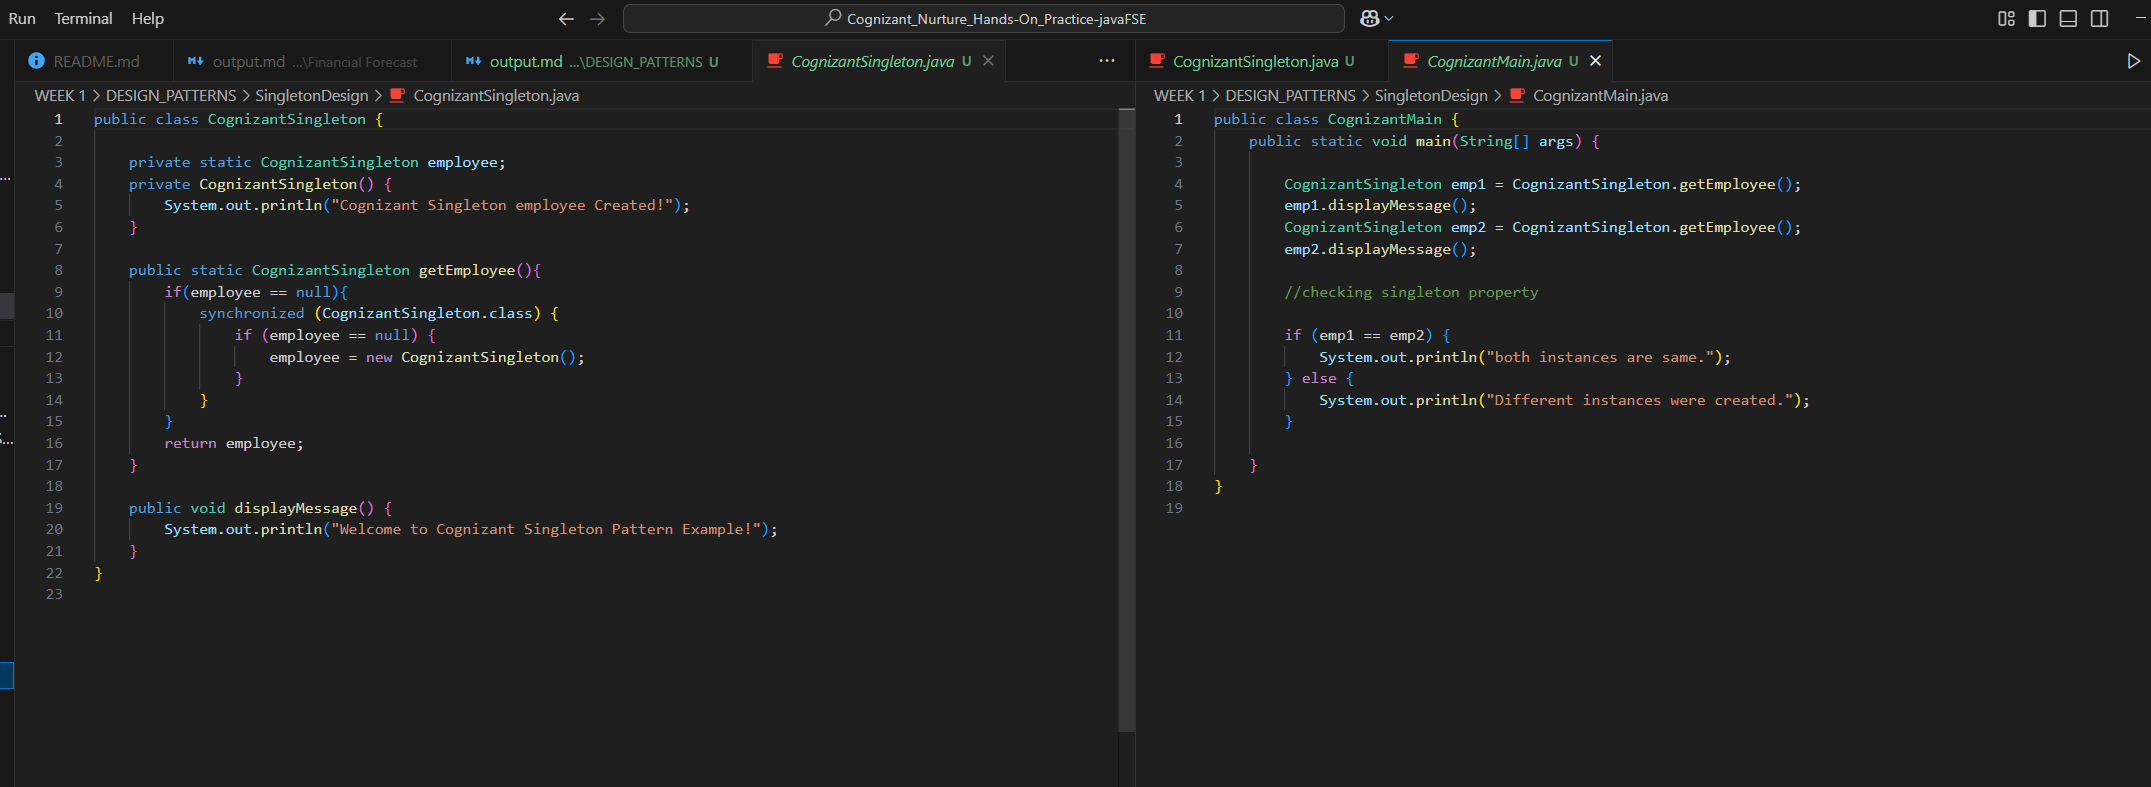 Run Terminal Help
Cognizant_Nurture_Hands-On_Practice-javaFSE
README.md
output.md ...\Financial Forecast
output.md ...\DESIGN_PATTERNS U
CognizantSingleton.java U
WEEK 1 > DESIGN_PATTERNS > SingletonDesign > CognizantSingleton.java
1 public class CognizantSingleton {
2
3 private static CognizantSingleton employee;
4 private CognizantSingleton() {
5 System.out.println("Cognizant Singleton employee Created!");
6 }
7
8 public static CognizantSingleton getEmployee(){
9 if(employee == null){
10 synchronized (CognizantSingleton.class) {
11 if (employee == null) {
12 employee = new CognizantSingleton();
13 }
14 }
15 }
16 return employee;
17 }
18
19 public void displayMessage() {
20 System.out.println("Welcome to Cognizant Singleton Pattern Example!");
21 }
22 }
23
CognizantSingleton.java U
CognizantMain.java U
WEEK 1 > DESIGN_PATTERNS > SingletonDesign > CognizantMain.java
1 public class CognizantMain {
2 public static void main(String[] args) {
3
4 CognizantSingleton emp1 = CognizantSingleton.getEmployee();
5 emp1.displayMessage();
6 CognizantSingleton emp2 = CognizantSingleton.getEmployee();
7 emp2.displayMessage();
8
9 //checking singleton property
10
11 if (emp1 == emp2) {
12 System.out.println("both instances are same.");
13 } else {
14 System.out.println("Different instances were created.");
15 }
16
17 }
18 }
19